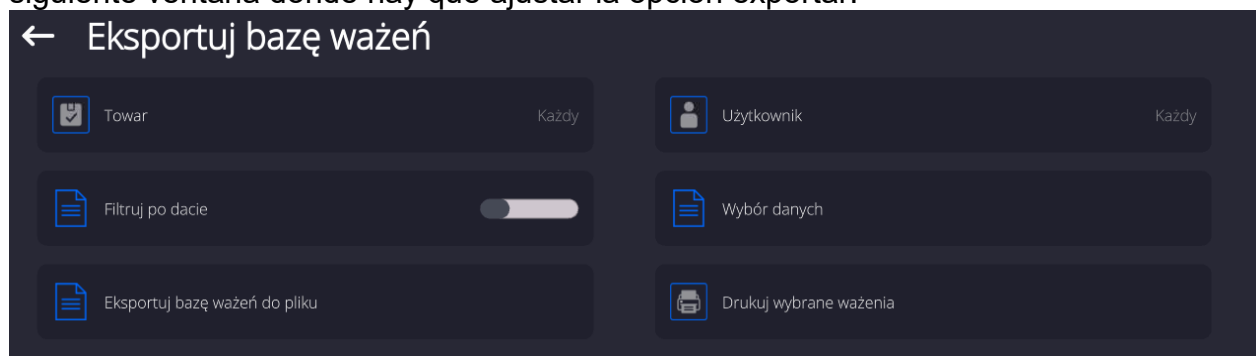 siguiente ventana donde hay que ajustar la opción exportar:
Eksportuj bazę ważeń
Towar Każdy
Użytkownik Każdy
Filtruj po dacie
Wybór danych
Eksportuj bazę ważeń do pliku
Drukuj wybrane ważenia